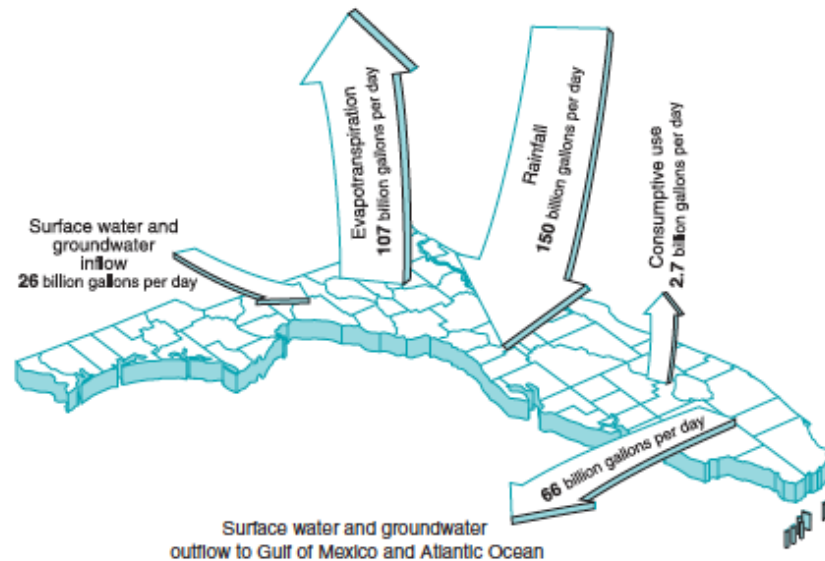 Evapotranspiration
107 billion gallons per day
Rainfall
150 billion gallons per day
Consumptive use
2.7 billion gallons per day
Surface water and
groundwater
inflow
26 billion gallons per day
66 billion gallons per day
Surface water and groundwater
outflow to Gulf of Mexico and Atlantic Ocean